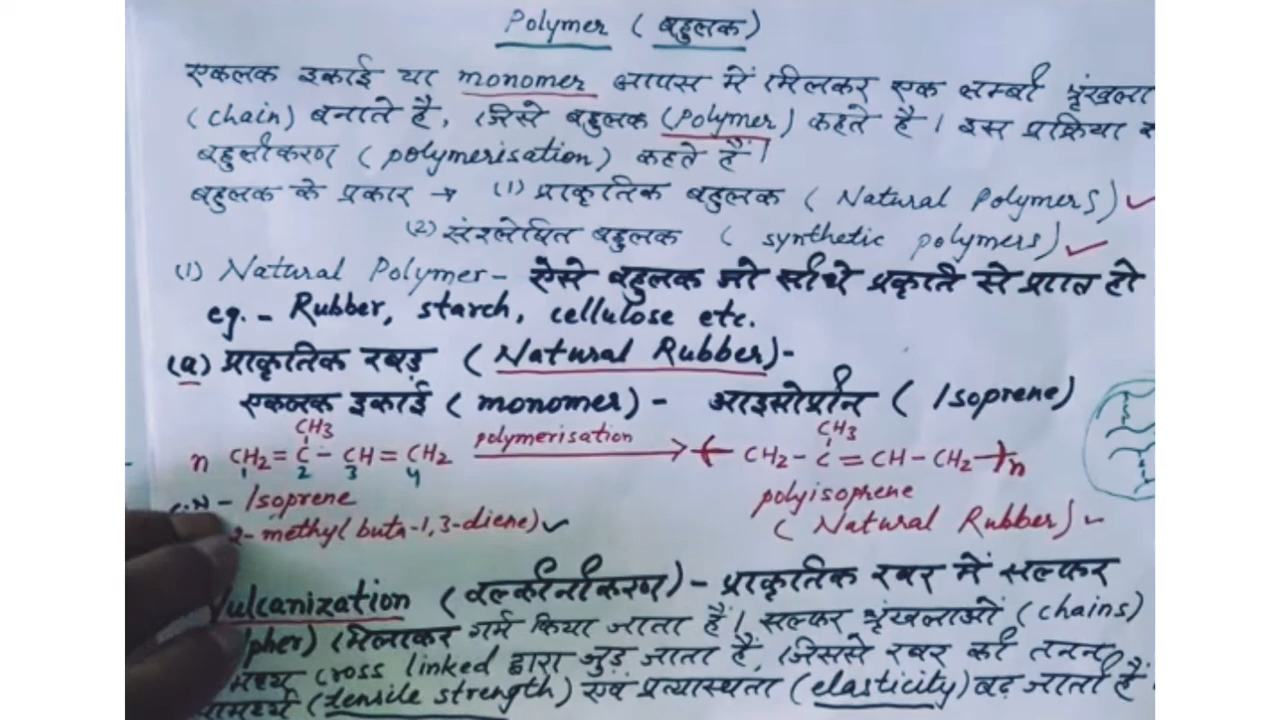 Polymer ( बहुलक )
एकलक इकाई या monomer आपस में मिलकर एक लम्बी श्रृंखला
(chain) बनाते है, जिसे बहुलक (polymer) कहते है। इस प्रक्रिया
बहुलीकरण ( polymerisation) कहते हैं।
बहुलक के प्रकार → (1) प्राकृतिक बहुलक ( Natural Polymers) ✓
(2) संश्लेषित बहुलक ( synthetic polymers) ✓
(1) Natural Polymer - ऐसे बहुलक जो सीधे प्रकृति से प्राप्त हो
eg. - Rubber, starch, cellulose etc.
(a) प्राकृतिक रबड़ ( Natural Rubber) -
एकलक इकाई ( monomer) - आइसोप्रीन ( Isoprene)
CH3 CH3
n CH2 = C - CH = CH2 polymerisation → ( CH2 - C = CH - CH2 )n
1 2 3 4
- Isoprene polyisoprene
2-methyl buta-1,3-diene) ✓ ( Natural Rubber) ✓
Vulcanization (वल्कीनीकरण) - प्राकृतिक रबर में सल्फर
pher) मिलाकर गर्म किया जाता है। सल्फर श्रृंखलाओं (chains)
मध्य cross linked द्वारा जुड़ जाता है, जिससे रबर की तनन
सामर्थ्य (tensile strength) एवं प्रत्यास्थता (elasticity) बढ़ जाती है